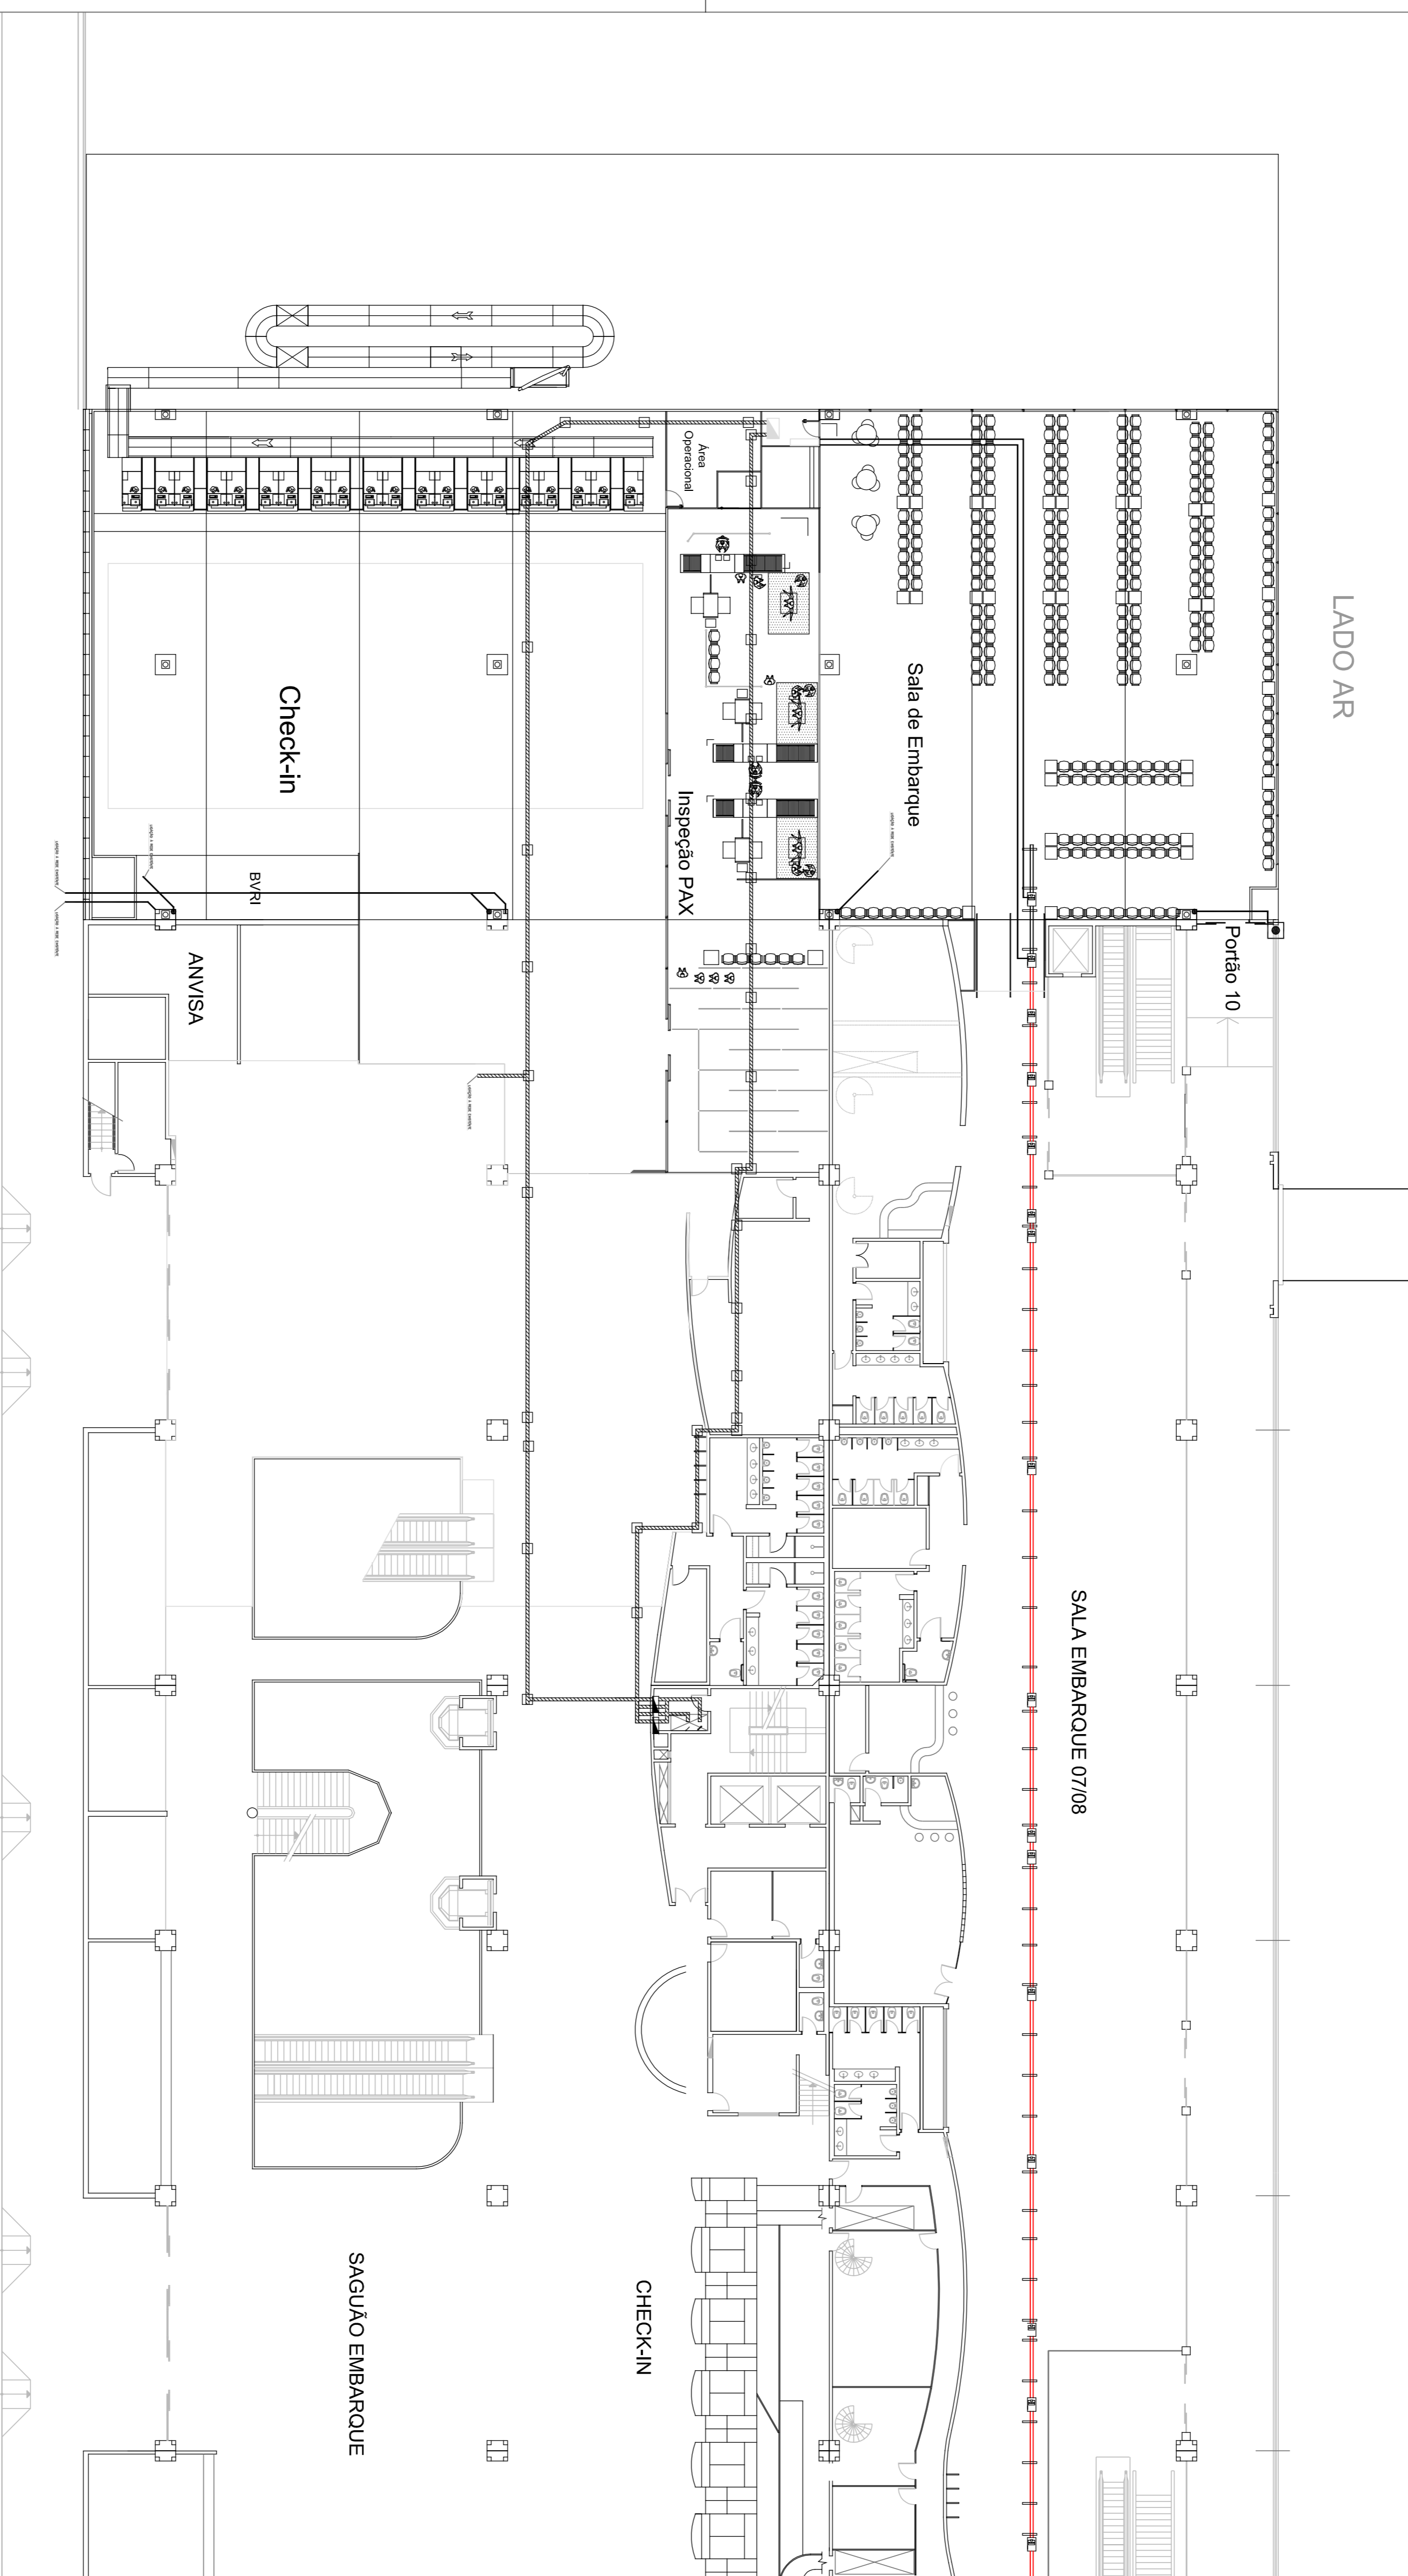 LADO AR
Área
Operacional
Sala de Embarque
Check-in
Inspeção PAX
BVRI
Portão 10
ANVISA
SALA EMBARQUE 07/08
SAGUÃO EMBARQUE
CHECK-IN